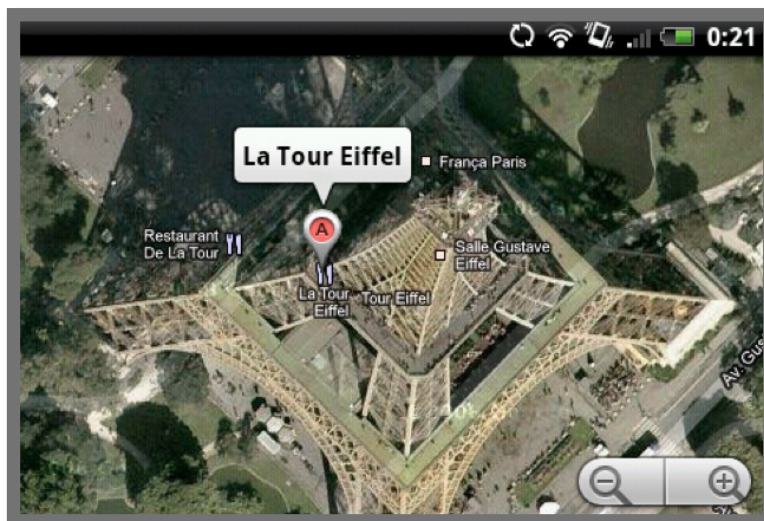 0:21
La Tour Eiffel
França Paris
Restaurant
De La Tour
Salle Gustave
Eiffel
La Tour
Eiffel
Tour Eiffel
A
Av. Gus